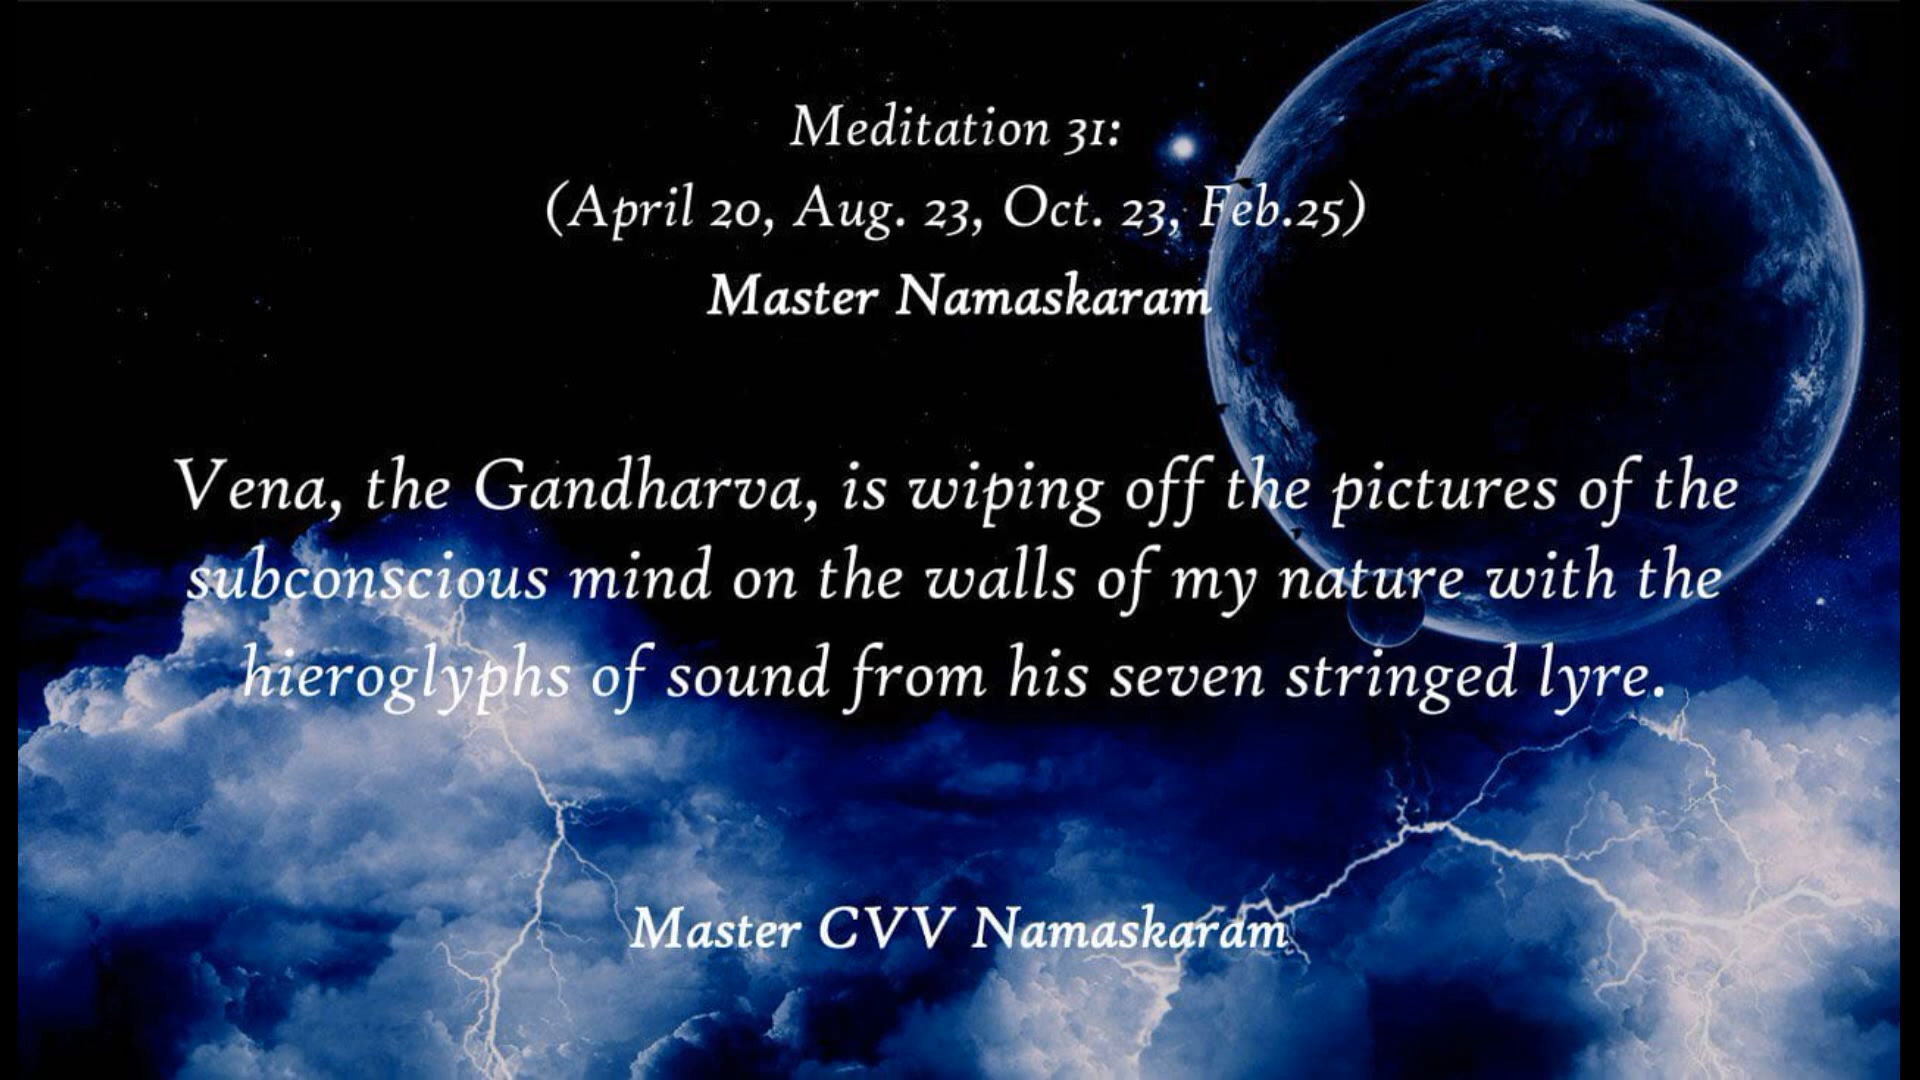 Meditation 31:
(April 20, Aug. 23, Oct. 23, Feb.25)
Master Namaskaram
Vena, the Gandharva, is wiping off the pictures of the
subconscious mind on the walls of my nature with the
hieroglyphs of sound from his seven stringed lyre.
Master CVV Namaskaram